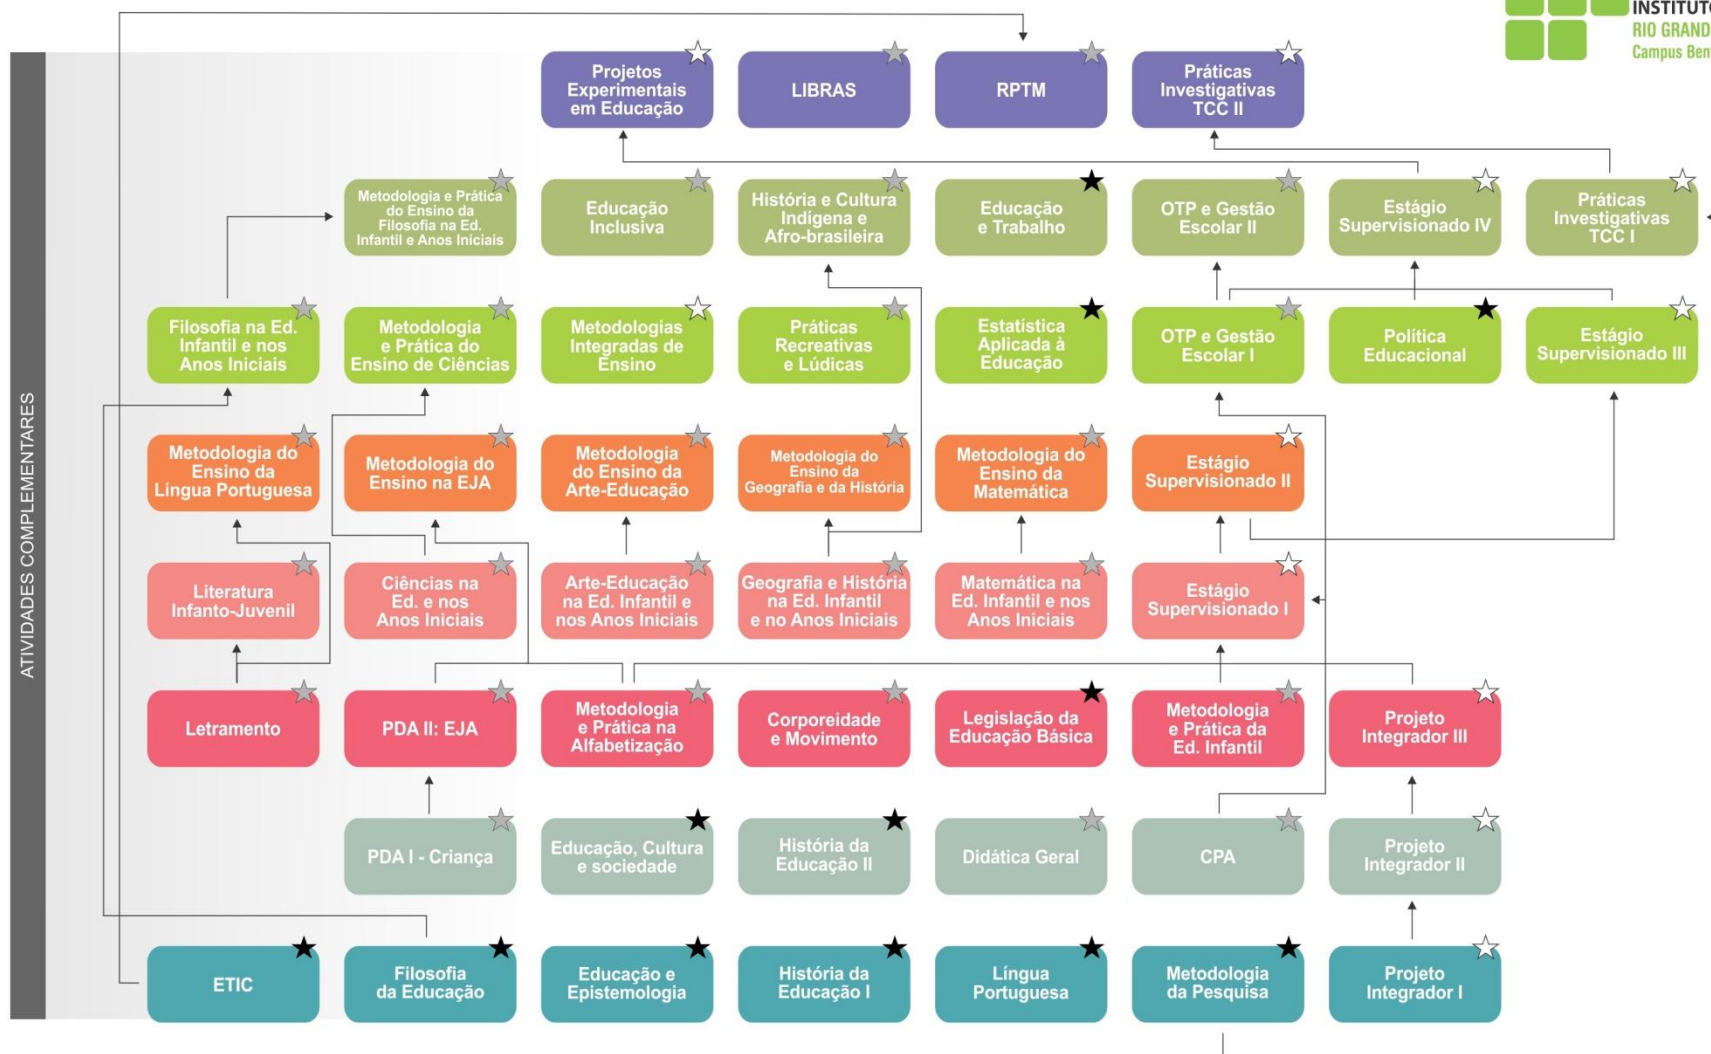 INSTITUTO
RIO GRAND
Campus Ben
ATIVIDADES COMPLEMENTARES
Projetos
Experimentais
em Educação
LIBRAS
RPTM
Práticas
Investigativas
TCC II
Metodologia e Prática
do Ensino da
Filosofia na Ed.
Infantil e Anos Iniciais
Educação
Inclusiva
História e Cultura
Indígena e
Afro-brasileira
Educação
e Trabalho
OTP e Gestão
Escolar II
Estágio
Supervisionado IV
Práticas
Investigativas
TCC I
Filosofia na Ed.
Infantil e nos
Anos Iniciais
Metodologia
e Prática do
Ensino de Ciências
Metodologias
Integradas de
Ensino
Práticas
Recreativas
e Lúdicas
Estatística
Aplicada à
Educação
OTP e Gestão
Escolar I
Política
Educacional
Estágio
Supervisionado III
Metodologia do
Ensino da
Língua Portuguesa
Metodologia do
Ensino na EJA
Metodologia
do Ensino da
Arte-Educação
Metodologia do
Ensino da
Geografia e da História
Metodologia do
Ensino da
Matemática
Estágio
Supervisionado II
Literatura
Infanto-Juvenil
Ciências na
Ed. e nos
Anos Iniciais
Arte-Educação
na Ed. Infantil e
nos Anos Iniciais
Geografia e História
na Ed. Infantil
e no Anos Iniciais
Matemática na
Ed. Infantil e nos
Anos Iniciais
Estágio
Supervisionado I
Letramento
PDA II: EJA
Metodologia
e Prática na
Alfabetização
Corporeidade
e Movimento
Legislação da
Educação Básica
Metodologia
e Prática da
Ed. Infantil
Projeto
Integrador III
PDA I - Criança
Educação, Cultura
e sociedade
História da
Educação II
Didática Geral
CPA
Projeto
Integrador II
ETIC
Filosofia
da Educação
Educação e
Epistemologia
História da
Educação I
Língua
Portuguesa
Metodologia
da Pesquisa
Projeto
Integrador I